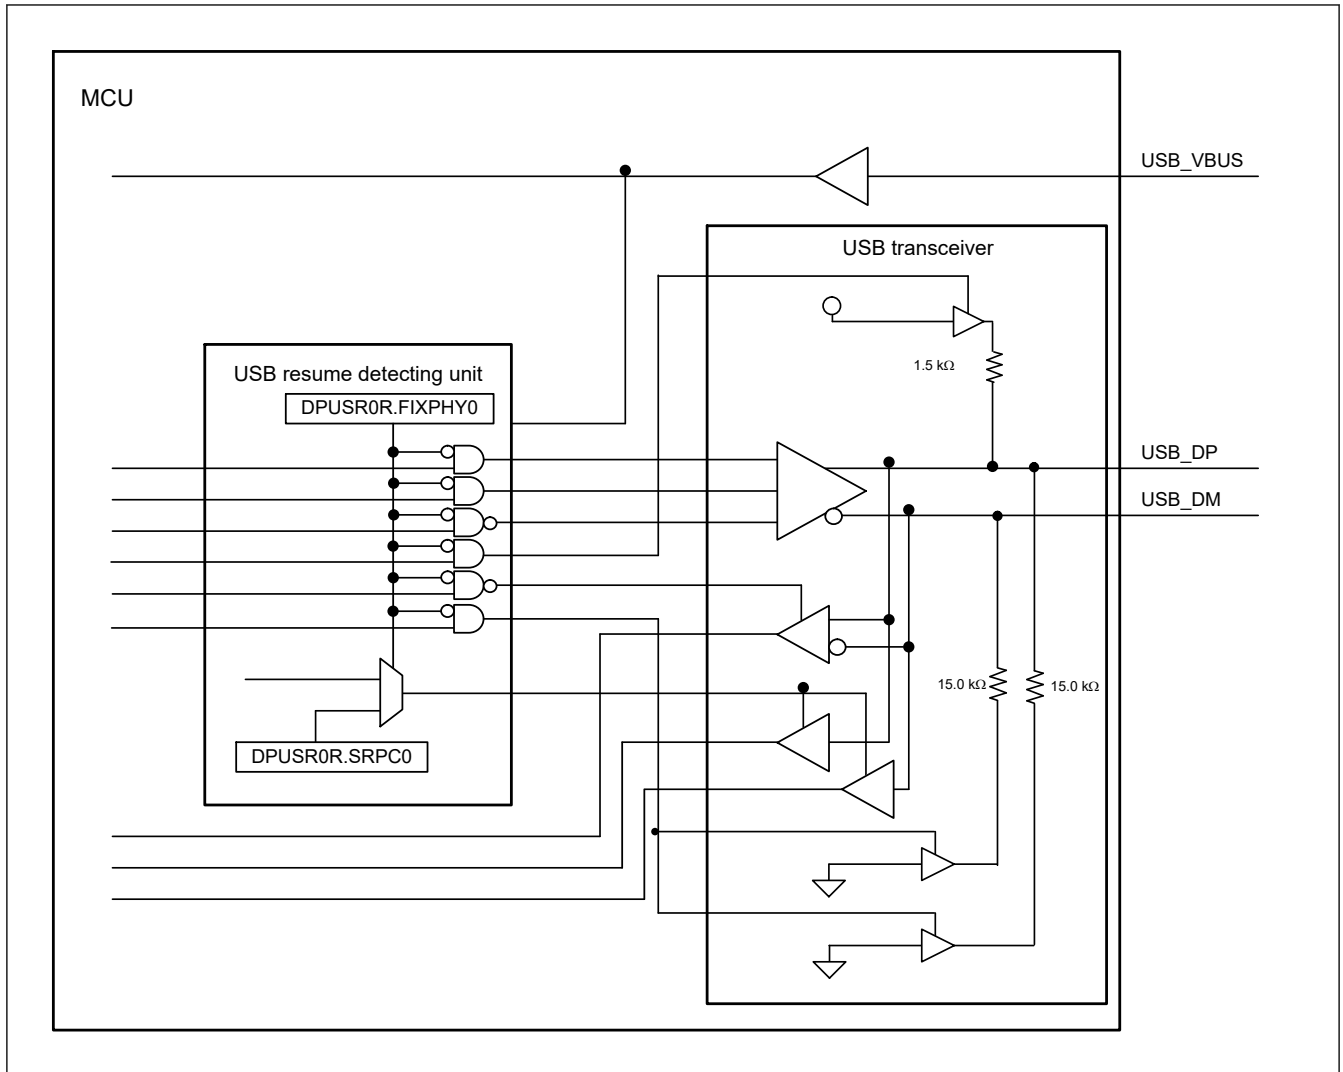 MCU
USB_VBUS
USB transceiver
1.5 kΩ
USB resume detecting unit
DPUSR0R.FIXPHY0
USB_DP
USB_DM
15.0 kΩ
15.0 kΩ
DPUSR0R.SRPC0